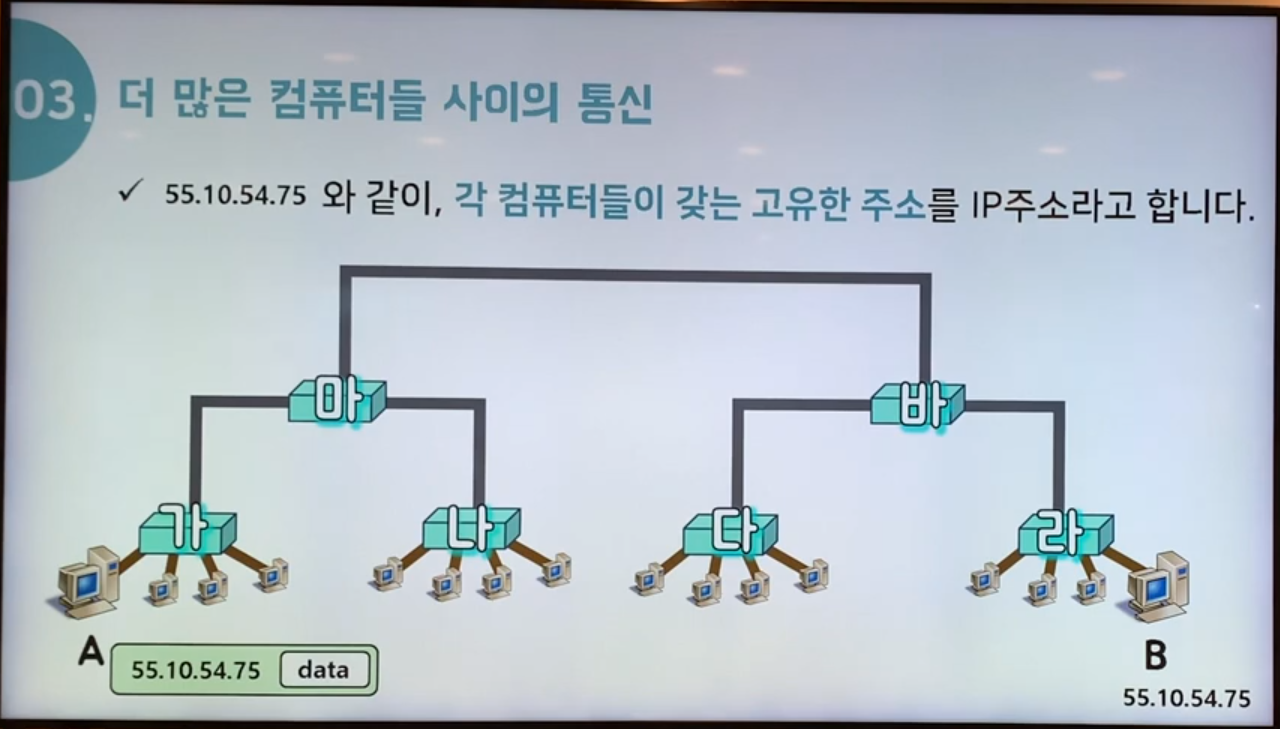 03. 더 많은 컴퓨터들 사이의 통신
✓ 55.10.54.75 와 같이, 각 컴퓨터들이 갖는 고유한 주소를 IP주소라고 합니다.
마
바
가
나
다
라
A
55.10.54.75 data
B
55.10.54.75